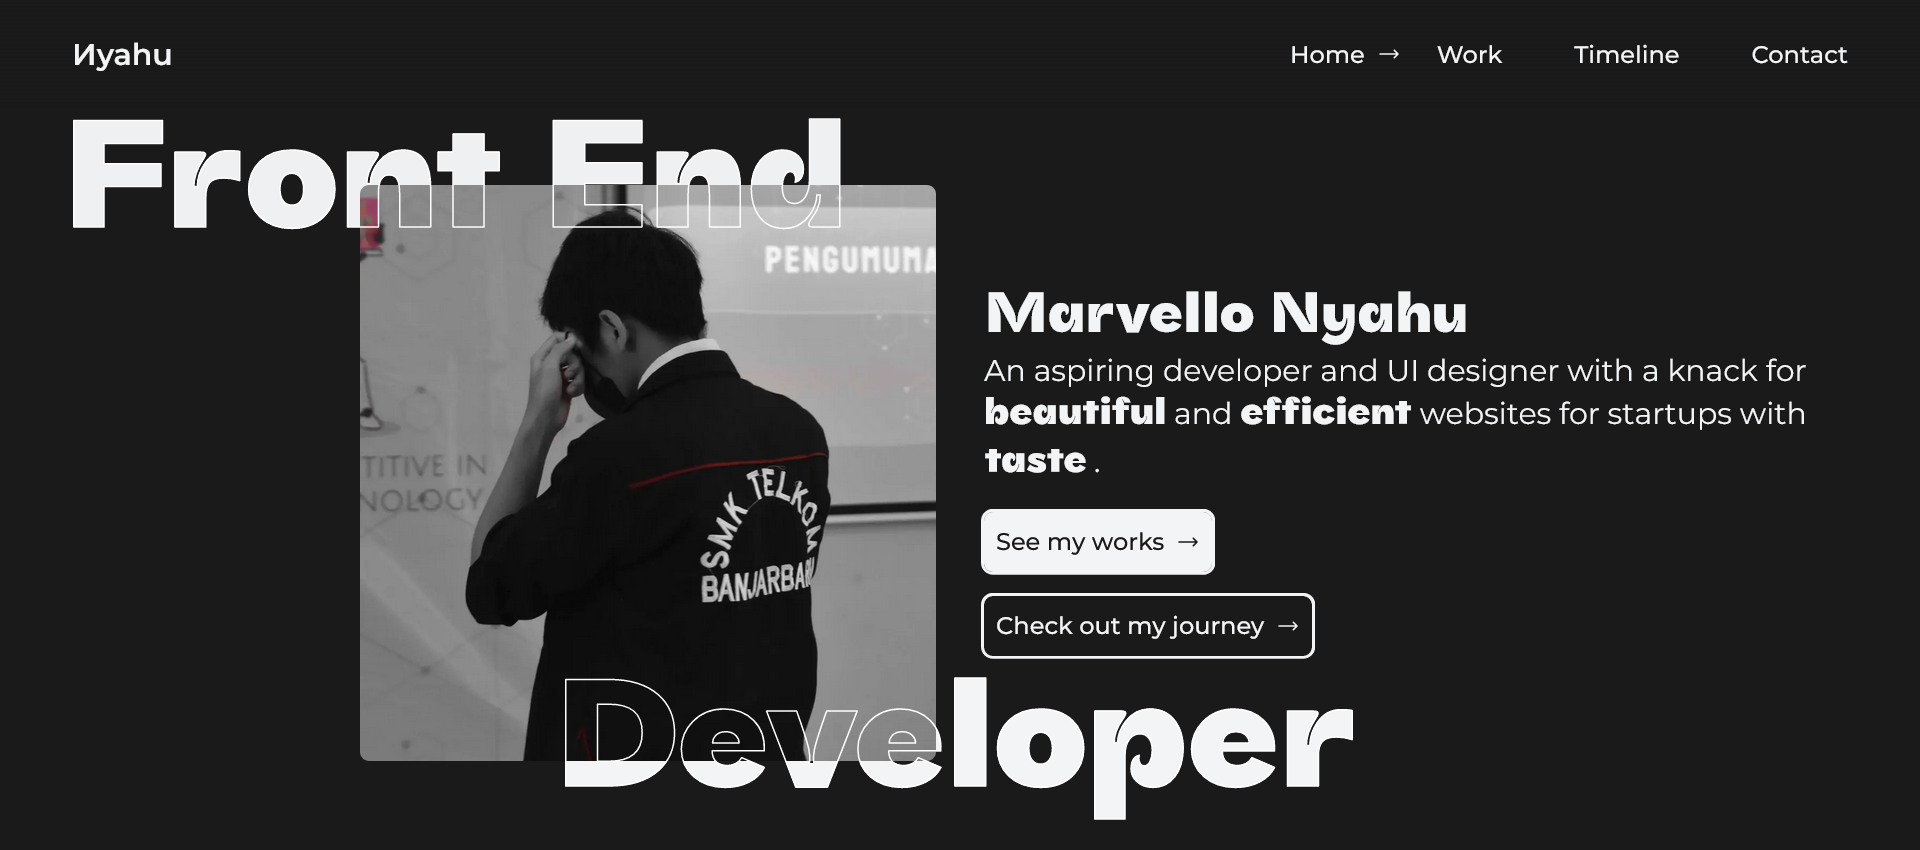 Иyahu
Home → Work Timeline Contact
Front End
PENGUMUMA
Marvello Nyahu
An aspiring developer and UI designer with a knack for
beautiful and efficient websites for startups with
taste .
TITIVE IN
NOLOGY
SMK TELKOM
BANJARBARU
See my works →
Check out my journey →
Developer